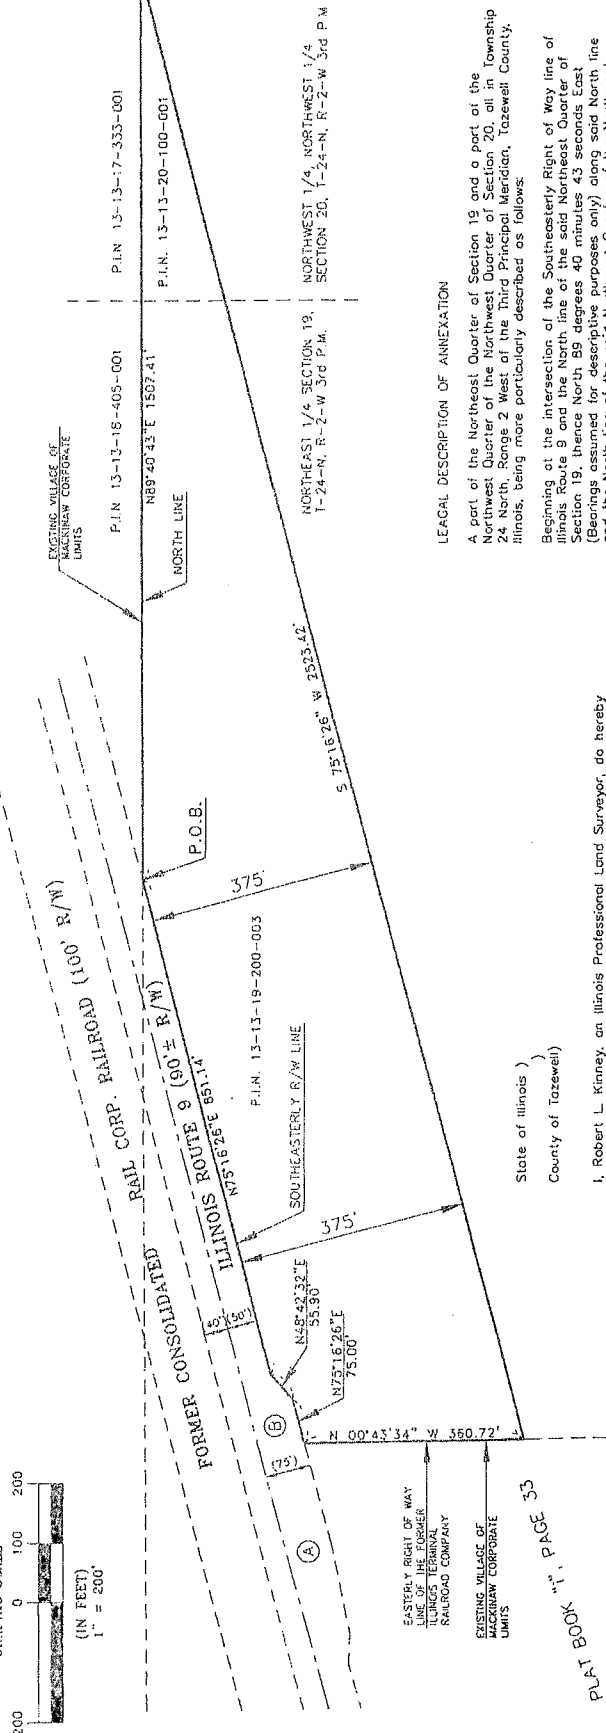 200 0 100 200
(IN FEET)
1" = 200'
FORMER CONSOLIDATED
RAIL CORP. RAILROAD (100' R/W)
ILLINOIS ROUTE 9 (90'± R/W)
EXISTING VILLAGE OF
MACKINAW CORPORATE
LIMITS
P.I.N 13-13-18-405-001
N89°40'43"E 1507.41'
NORTH LINE
P.I.N 13-13-17-333-001
P.I.N. 13-13-20-100-001
NORTHEAST 1/4 SECTION 19,
T-24-N, R-2-W 3rd P.M.
NORTHWEST 1/4, NORTHWEST 1/4
SECTION 20, T-24-N, R-2-W 3rd P.M
P.O.B.
375'
S 75°16'26" W 2523.42'
N75°16'26"E 851.14'
P.I.N. 13-13-19-200-003
SOUTHEASTERLY R/W LINE
375'
(40')
(50')
N48°42'32"E
55.90'
N75°16'26"E
75.00'
B
(75')
A
N 00°43'34" W 360.72'
EASTERLY RIGHT OF WAY
LINE OF THE FORMER
ILLINOIS TERMINAL
RAILROAD COMPANY
EXISTING VILLAGE OF
MACKINAW CORPORATE
LIMITS
PLAT BOOK "i", PAGE 33
State of Illinois )
)
County of Tazewell)
I, Robert L. Kinney, an Illinois Professional Land Surveyor, do hereby
LEAGAL DESCRIPTION OF ANNEXATION
A part of the Northeast Quarter of Section 19 and a part of the
Northwest Quarter of the Northwest Quarter of Section 20, all in Township
24 North, Range 2 West of the Third Principal Meridian, Tazewell County,
Illinois, being more particularly described as follows:
Beginning at the intersection of the Southeasterly Right of Way line of
Illinois Route 9 and the North line of the said Northeast Quarter of
Section 19, thence North 89 degrees 40 minutes 43 seconds East
(Bearings assumed for descriptive purposes only) along said North line